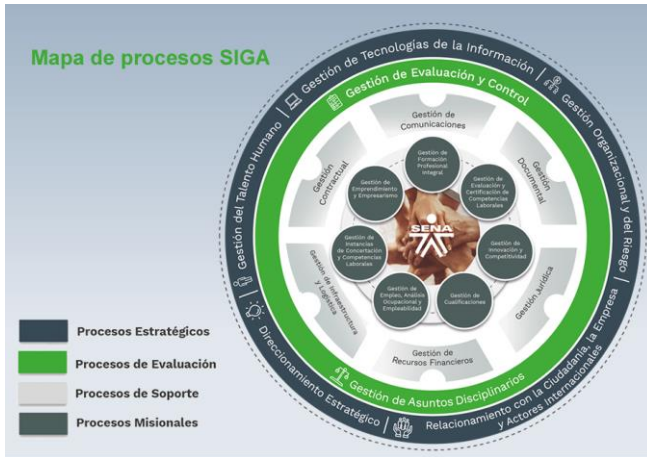 Mapa de procesos SIGA
Gestión de Tecnologías de la Información
Gestión Organizacional y del Riesgo
Relacionamiento con la Ciudadanía, la Empresa
y Actores Internacionales
Direccionamiento Estratégico
Gestión del Talento Humano
Gestión de Evaluación y Control
Gestión de Asuntos Disciplinarios
Gestión de
Comunicaciones
Gestión
Documental
Gestión Jurídica
Gestión de
Recursos Financieros
Gestión de Infraestructura
y Logística
Gestión
Contractual
Gestión de
Formación
Profesional
Integral
Gestión de
Evaluación y
Certificación de
Competencias
Laborales
Gestión de
Innovación y
Competitividad
Gestión de
Cualificaciones
Gestión de
Empleo, Análisis
Ocupacional y
Empleabilidad
Gestión de
Instancias
de Concertación
y Competencias
Laborales
Gestión de
Emprendimiento
y Empresarismo
SENA
Procesos Estratégicos
Procesos de Evaluación
Procesos de Soporte
Procesos Misionales